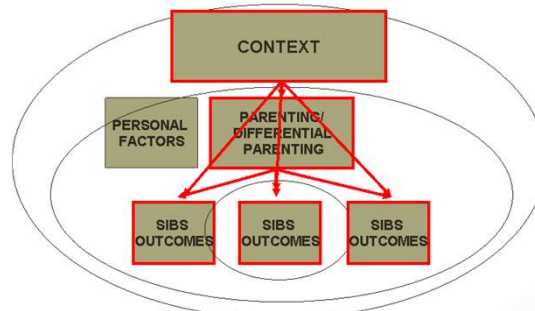 CONTEXT
PERSONAL
FACTORS
PARENTING/
DIFFERENTIAL
PARENTING
SIBS
OUTCOMES
SIBS
OUTCOMES
SIBS
OUTCOMES